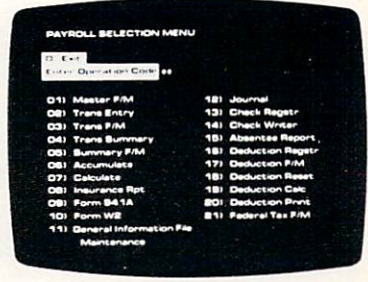 PAYROLL SELECTION MENU
0) Exit
Enter Operation Code
01) Master F/M
02) Trans Entry
03) Trans F/M
04) Trans Summary
05) Summary F/M
06) Accumulate
07) Calculate
08) Insurance Rpt
09) Form 941A
10) Form W2
11) General Information File
Maintenance
12) Journal
13) Check Registr
14) Check Writer
15) Absentee Report
16) Deduction Registr
17) Deduction F/M
18) Deduction Reset
19) Deduction Calc
20) Deduction Print
21) Federal Tax F/M